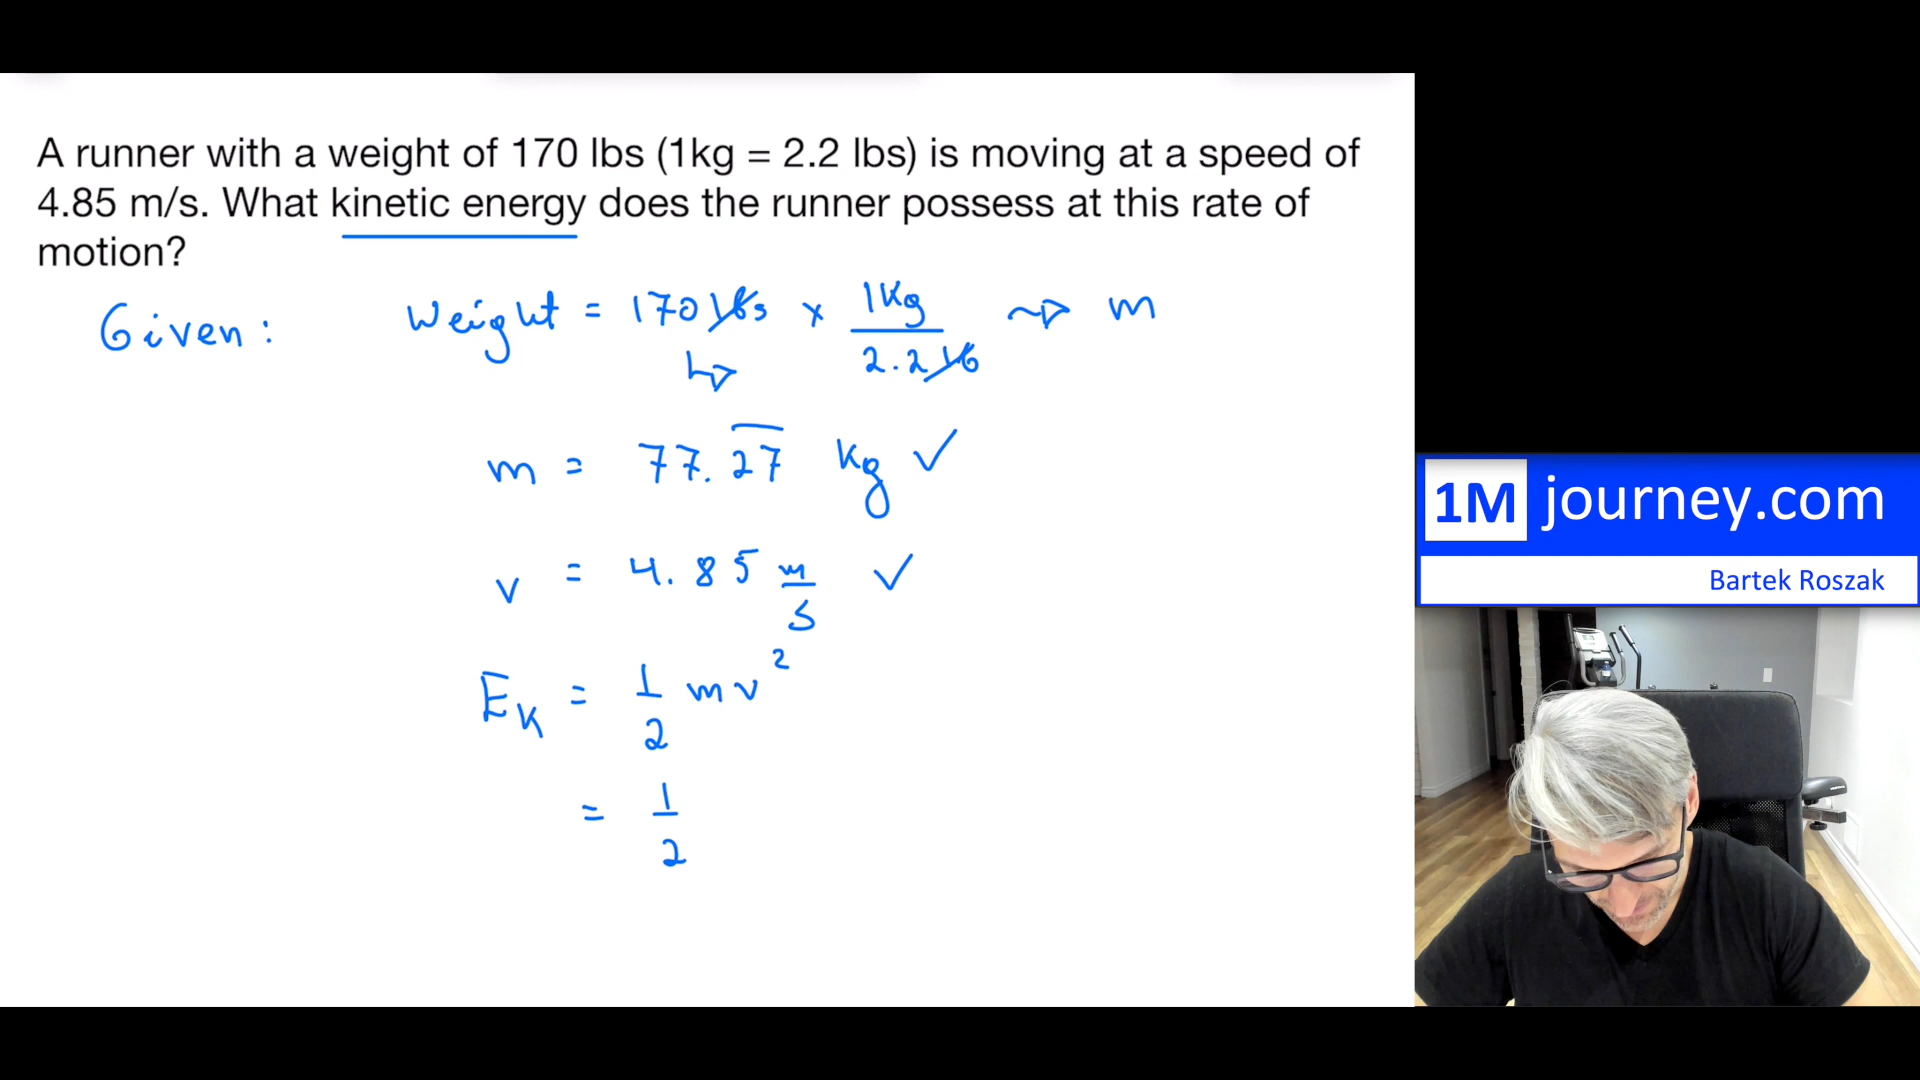 A runner with a weight of 170 lbs (1kg = 2.2 lbs) is moving at a speed of
4.85 m/s. What kinetic energy does the runner possess at this rate of
motion?
Given: Weight = 170 lbs × 1Kg / 2.2 lb → m
m = 77.27 kg ✓
v = 4.85 m/s ✓
EK = 1/2 mv²
= 1/2
1M journey.com
Bartek Roszak